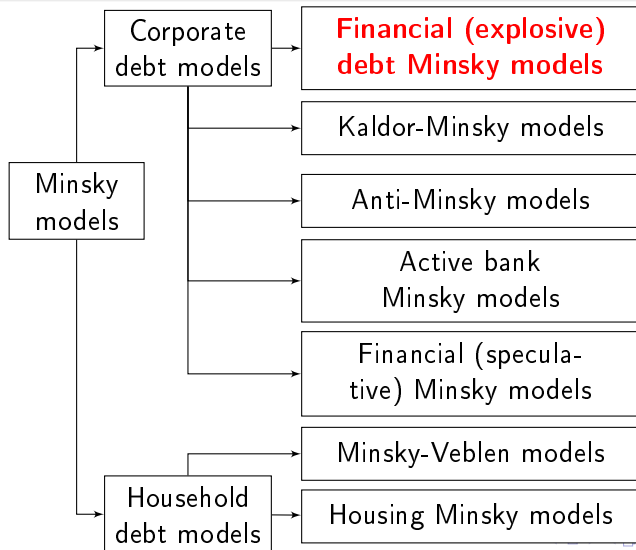 Corporate
debt models
Financial (explosive)
debt Minsky models
Kaldor-Minsky models
Minsky
models
Anti-Minsky models
Active bank
Minsky models
Financial (specula-
tive) Minsky models
Minsky-Veblen models
Household
debt models
Housing Minsky models